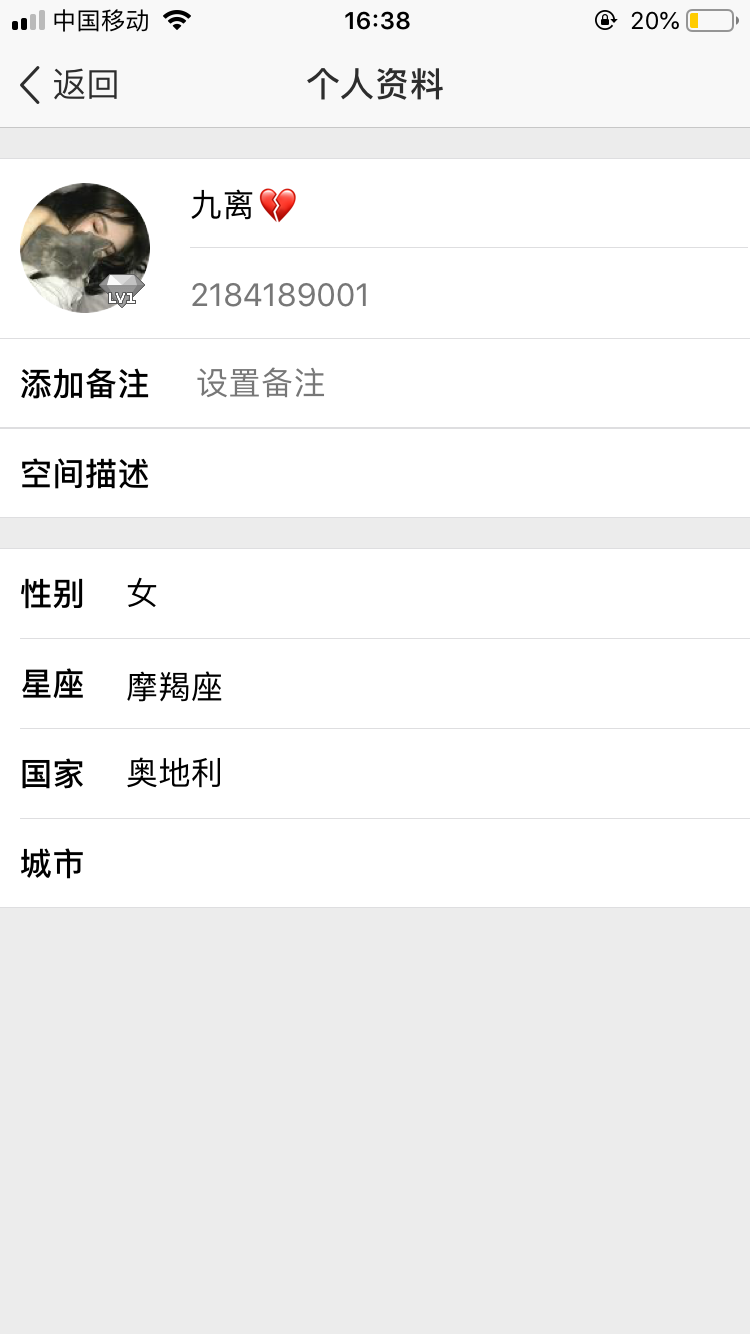 中国移动 16:38 20%
返回 个人资料
九离💔
LV1
2184189001
添加备注 设置备注
空间描述
性别 女
星座 摩羯座
国家 奥地利
城市